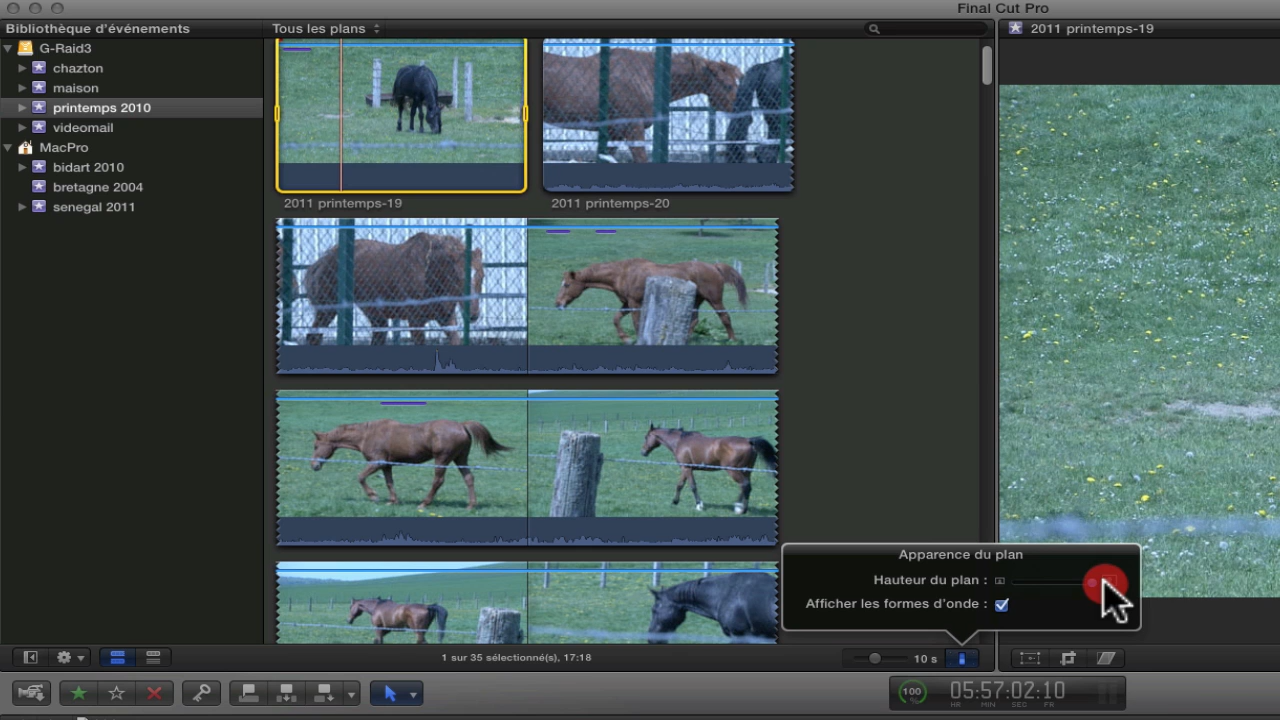 Final Cut Pro
Bibliothèque d'événements
Tous les plans
2011 printemps-19
G-Raid3
chazton
maison
printemps 2010
videomail
MacPro
bidart 2010
bretagne 2004
senegal 2011
2011 printemps-19
2011 printemps-20
Apparence du plan
Hauteur du plan :
Afficher les formes d'onde :
1 sur 35 sélectionné(s), 17:18
10 s
100
05:57:02:10
HR MIN SEC FR